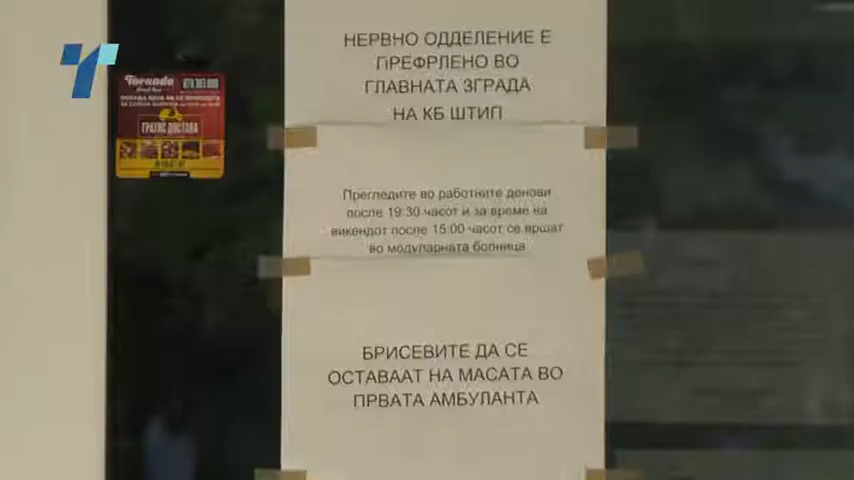 НЕРВНО ОДДЕЛЕНИЕ Е
ПРЕФРЛЕНО ВО
ГЛАВНАТА ЗГРАДА
НА КБ ШТИП
Прегледите во работните денови
после 19:30 часот и за време на
викендот после 15:00 часот се вршат
во модуларната болница
БРИСЕВИТЕ ДА СЕ
ОСТАВААТ НА МАСАТА ВО
ПРВАТА АМБУЛАНТА
Toranda
ГРАТИС ДОСТАВА